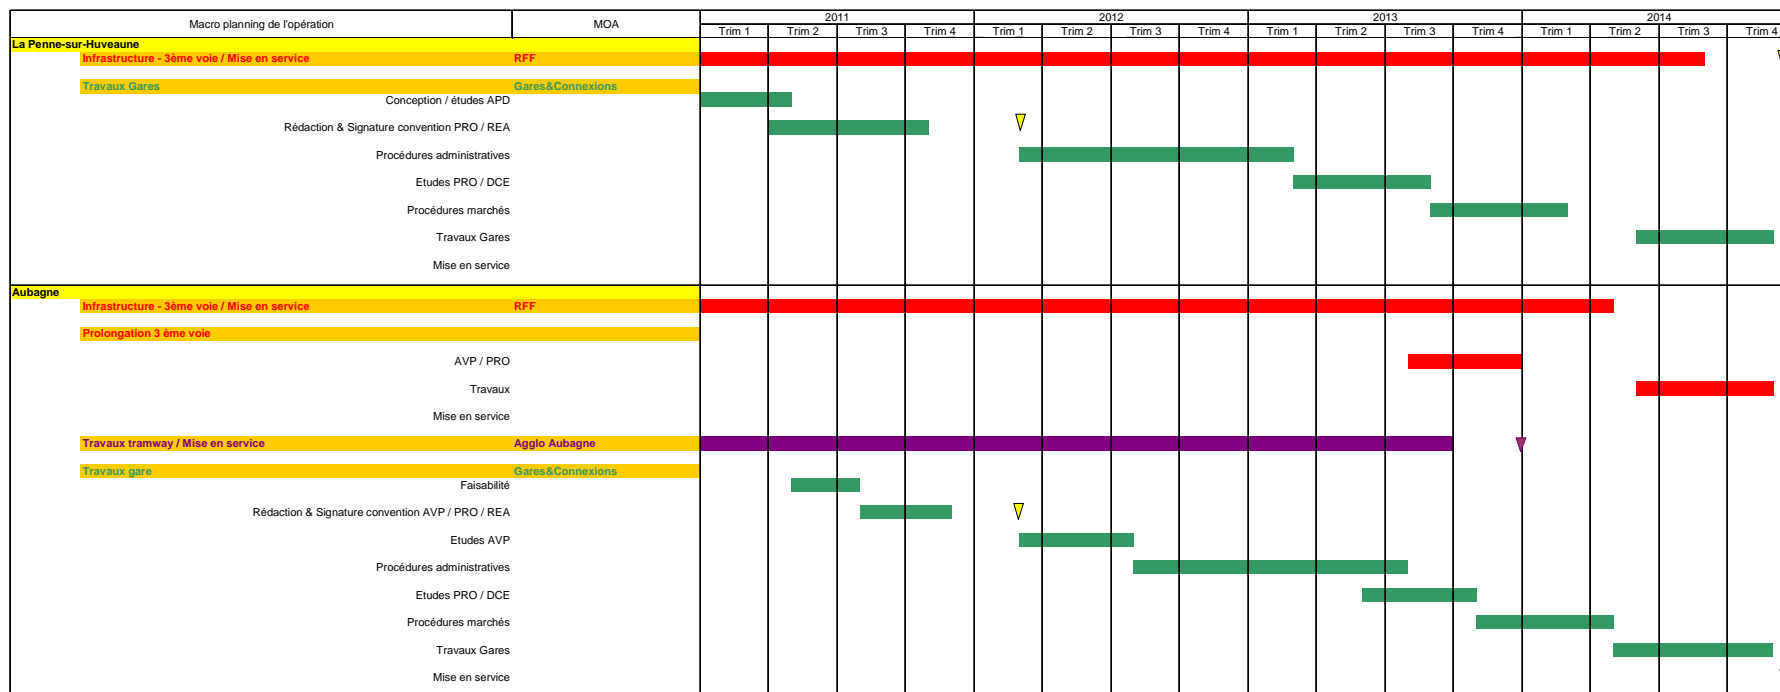 Macro planning de l'opération MOA 2011 2012 2013 2014
Trim 1 Trim 2 Trim 3 Trim 4 Trim 1 Trim 2 Trim 3 Trim 4 Trim 1 Trim 2 Trim 3 Trim 4 Trim 1 Trim 2 Trim 3 Trim 4
La Penne-sur-Huveaune
Infrastructure - 3ème voie / Mise en service RFF
Travaux Gares Gares&Connexions
Conception / études APD
Rédaction & Signature convention PRO / REA
Procédures administratives
Etudes PRO / DCE
Procédures marchés
Travaux Gares
Mise en service
Aubagne
Infrastructure - 3ème voie / Mise en service RFF
Prolongation 3 ème voie
AVP / PRO
Travaux
Mise en service
Travaux tramway / Mise en service Agglo Aubagne
Travaux gare Gares&Connexions
Faisabilité
Rédaction & Signature convention AVP / PRO / REA
Etudes AVP
Procédures administratives
Etudes PRO / DCE
Procédures marchés
Travaux Gares
Mise en service